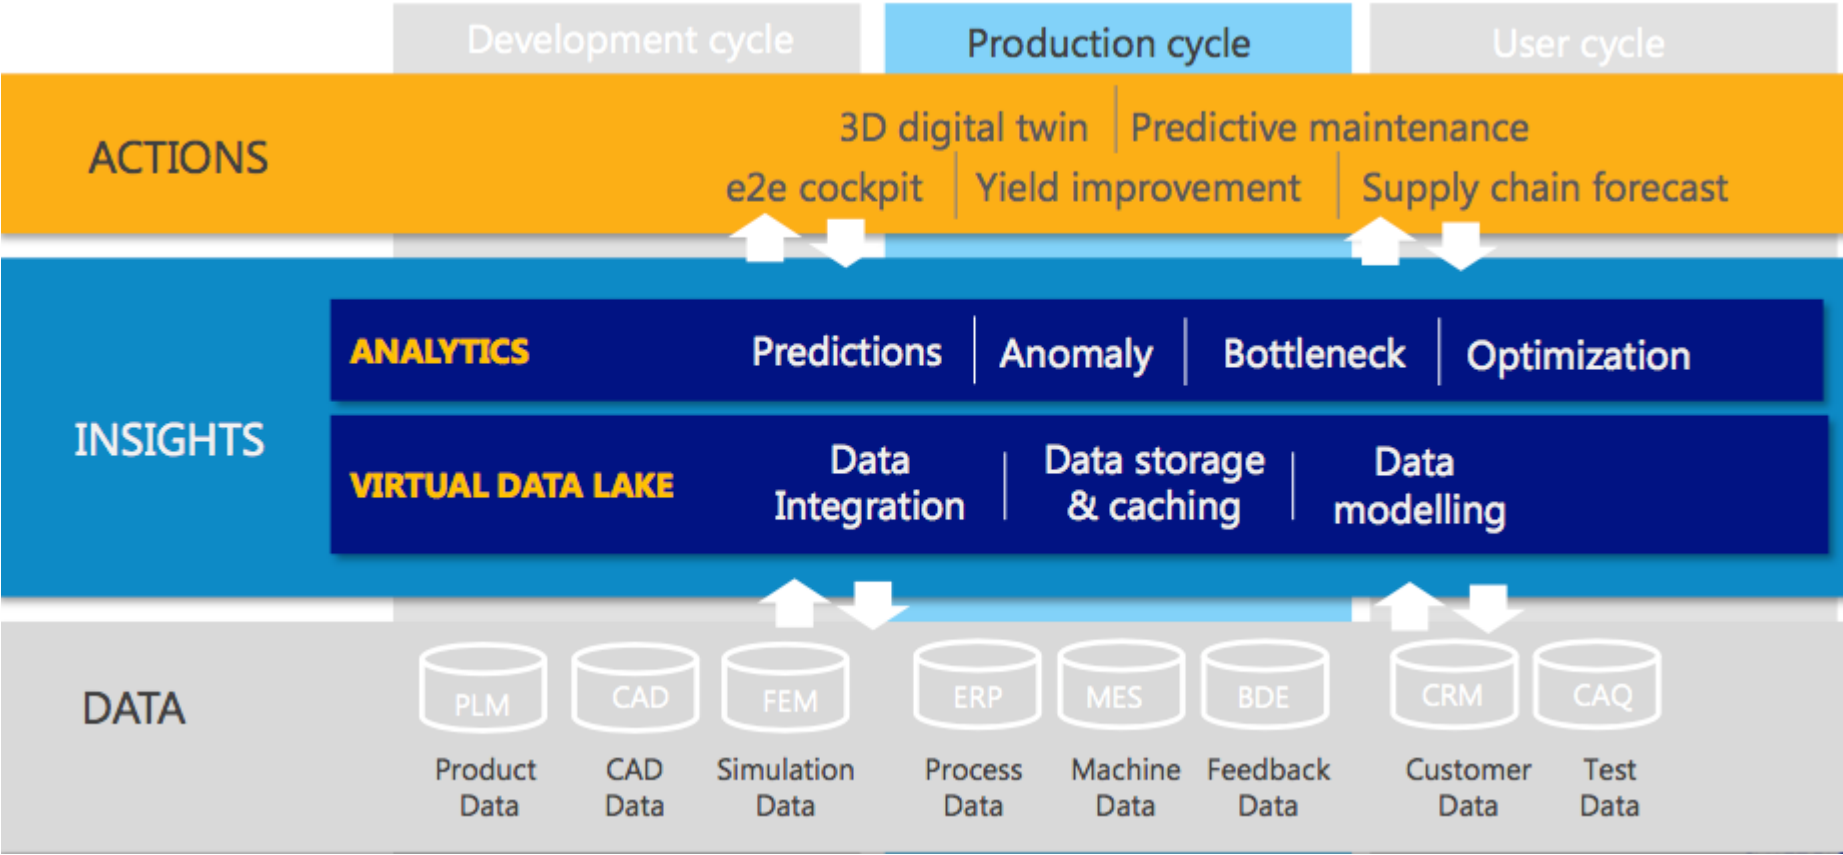 Development cycle
Production cycle
User cycle
ACTIONS
3D digital twin
Predictive maintenance
e2e cockpit
Yield improvement
Supply chain forecast
INSIGHTS
ANALYTICS
Predictions
Anomaly
Bottleneck
Optimization
VIRTUAL DATA LAKE
Data
Integration
Data storage
& caching
Data
modelling
DATA
PLM
CAD
FEM
ERP
MES
BDE
CRM
CAQ
Product
Data
CAD
Data
Simulation
Data
Process
Data
Machine
Data
Feedback
Data
Customer
Data
Test
Data